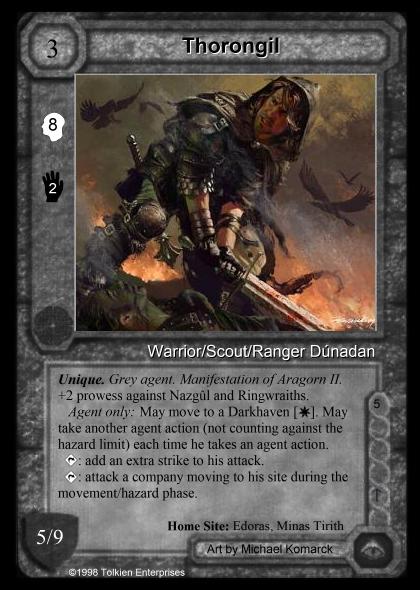 3
Thorongil
8
2
Warrior/Scout/Ranger Dúnadan
Unique. Grey agent. Manifestation of Aragorn II.
+2 prowess against Nazgûl and Ringwraiths.
Agent only: May move to a Darkhaven [✷]. May
take another agent action (not counting against the
hazard limit) each time he takes an agent action.
: add an extra strike to his attack.
: attack a company moving to his site during the
movement/hazard phase.
5
Home Site: Edoras, Minas Tirith
5/9
Art by Michael Komarck
©1998 Tolkien Enterprises